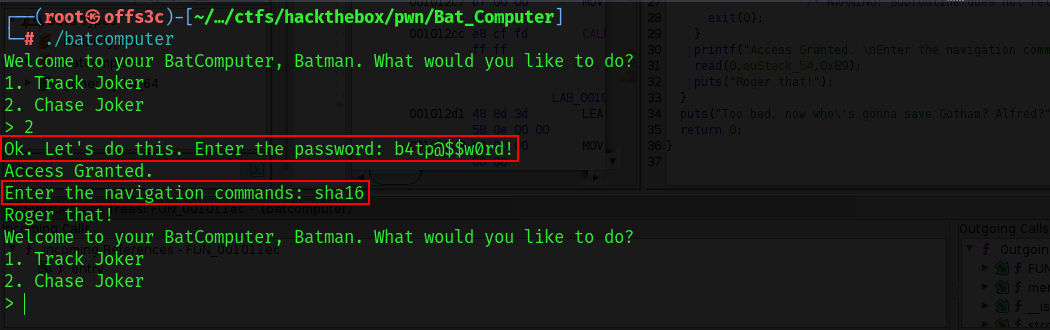 (root㉿offs3c)-[~/…/ctfs/hackthebox/pwn/Bat_Computer]
# ./batcomputer
Welcome to your BatComputer, Batman. What would you like to do?
1. Track Joker
2. Chase Joker
> 2
Ok. Let's do this. Enter the password: b4tp@$$w0rd!
Access Granted.
Enter the navigation commands: sha16
Roger that!
Welcome to your BatComputer, Batman. What would you like to do?
1. Track Joker
2. Chase Joker
>
27
28 exit(0);
29 }
30 printf("Access Granted. \nEnter the navigation comm
31 read(0,auStack_54,0x89);
32 puts("Roger that!");
33 }
34 puts("Too bad, now who\'s gonna save Gotham? Alfred?"
35 return 0;
36 }
37
001012cc e8 cf fd
ff ff
LAB_0010
001012d1 48 8d 3d LEA
58 0e 00 00
MOV
Incoming References - FUN_001011ec
entry
Outgoing Calls
Outgoing
FUN